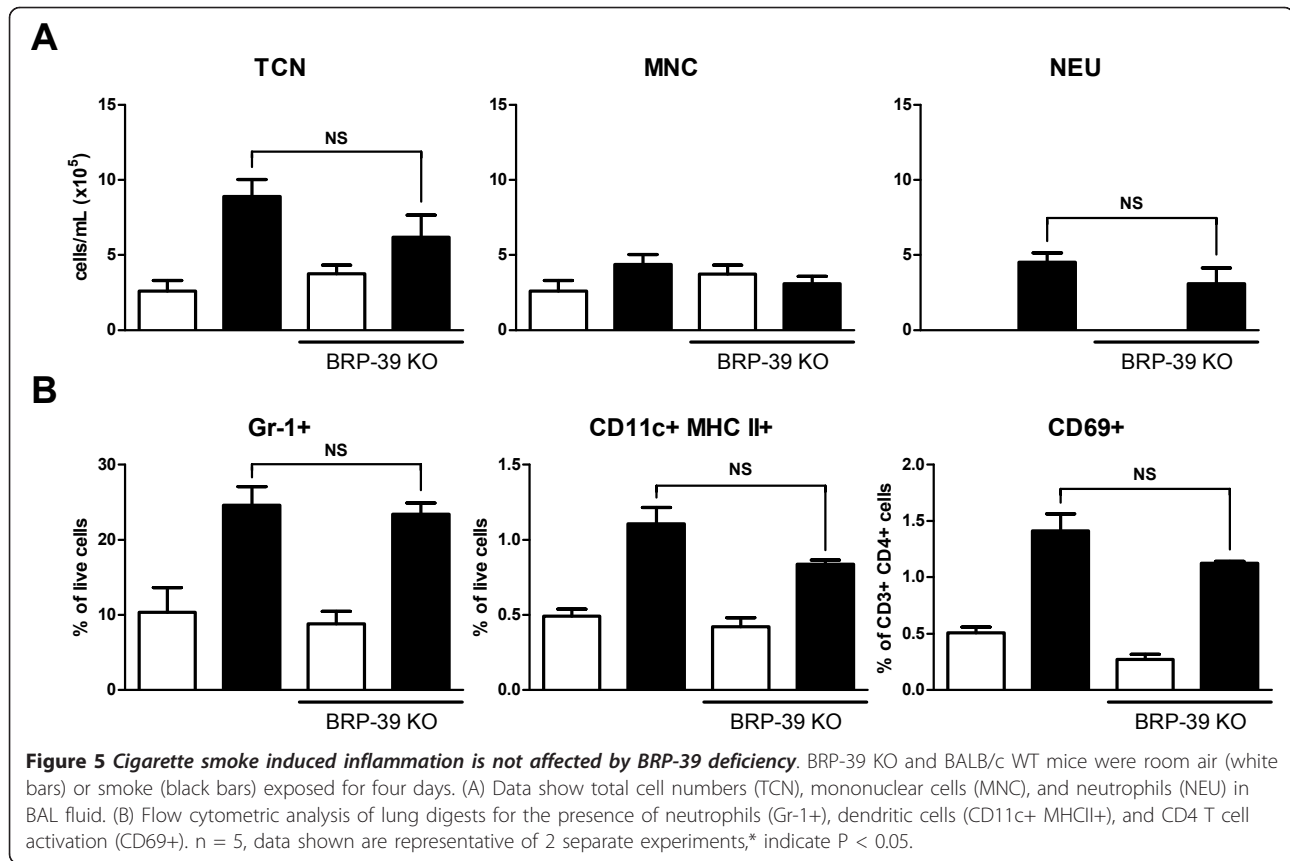 A
TCN
MNC
NEU
cells/mL (x10⁵)
15
10
5
0
NS
BRP-39 KO
15
10
5
0
BRP-39 KO
15
10
5
0
NS
BRP-39 KO
B
Gr-1+
CD11c+ MHC II+
CD69+
% of live cells
30
20
10
0
NS
BRP-39 KO
% of live cells
1.5
1.0
0.5
0.0
NS
BRP-39 KO
% of CD3+ CD4+ cells
2.0
1.5
1.0
0.5
0.0
NS
BRP-39 KO
Figure 5 Cigarette smoke induced inflammation is not affected by BRP-39 deficiency. BRP-39 KO and BALB/c WT mice were room air (white
bars) or smoke (black bars) exposed for four days. (A) Data show total cell numbers (TCN), mononuclear cells (MNC), and neutrophils (NEU) in
BAL fluid. (B) Flow cytometric analysis of lung digests for the presence of neutrophils (Gr-1+), dendritic cells (CD11c+ MHCII+), and CD4 T cell
activation (CD69+). n = 5, data shown are representative of 2 separate experiments,* indicate P < 0.05.